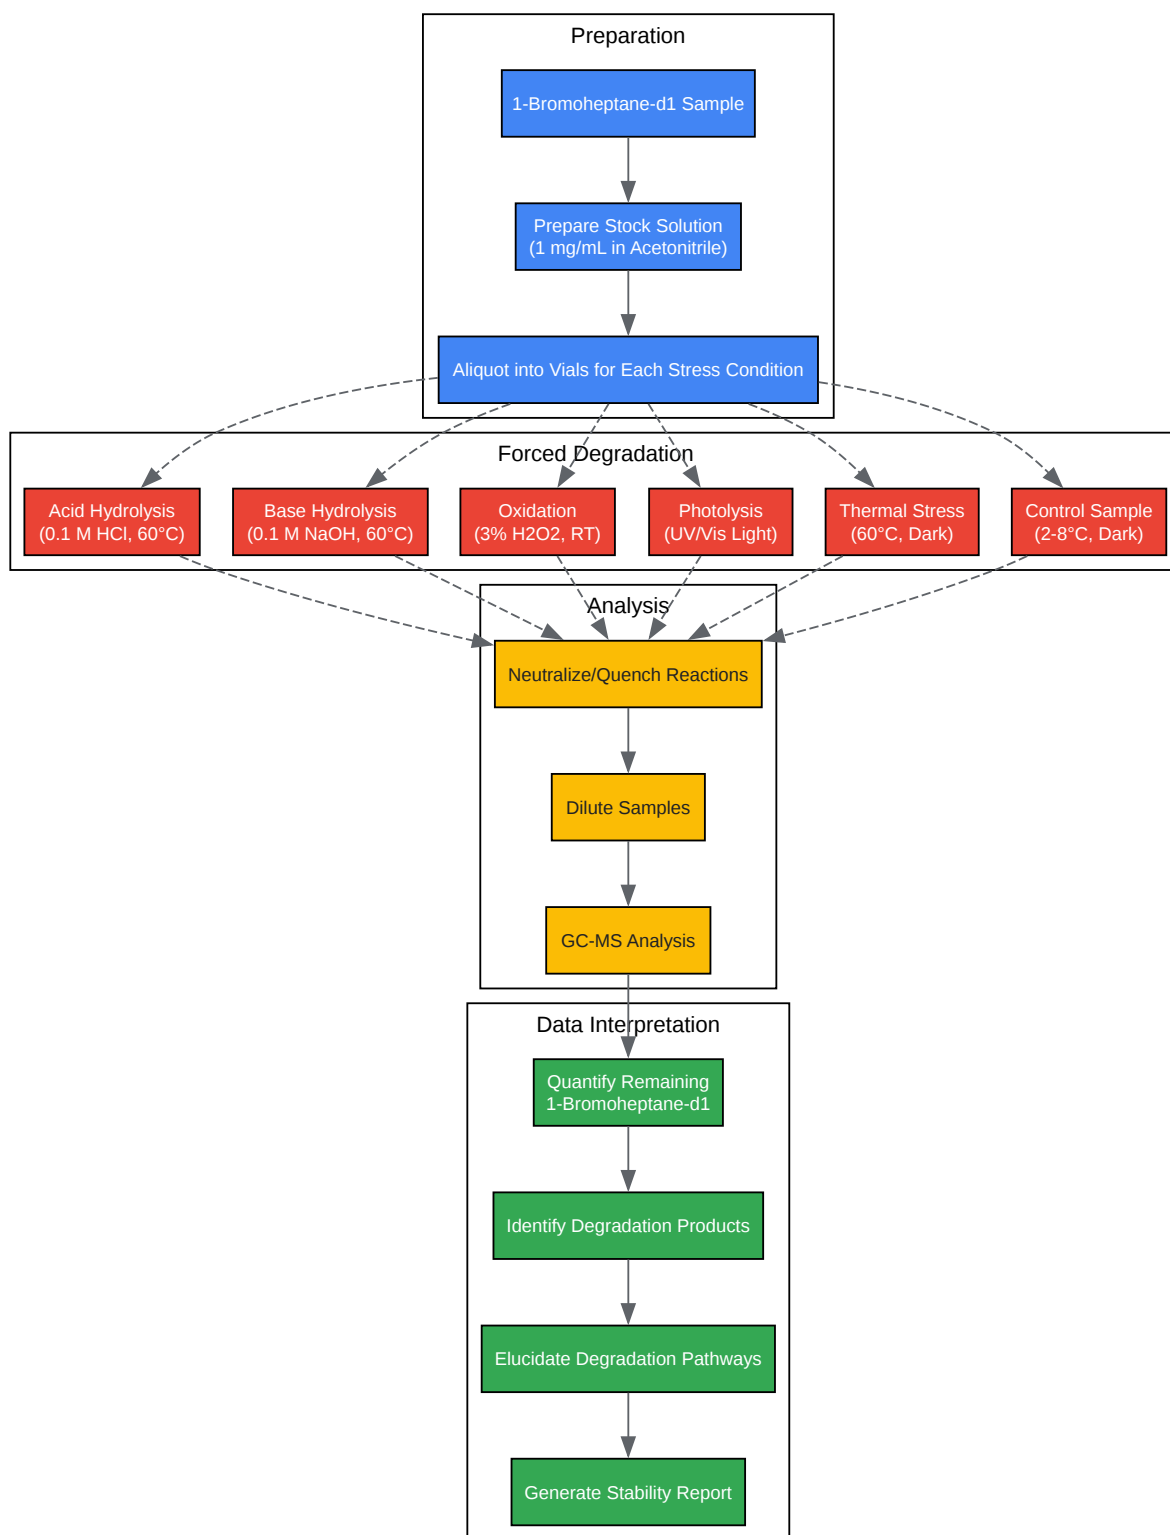 Preparation
1-Bromoheptane-d1 Sample
Prepare Stock Solution
(1 mg/mL in Acetonitrile)
Aliquot into Vials for Each Stress Condition
Forced Degradation
Acid Hydrolysis
(0.1 M HCl, 60°C)
Base Hydrolysis
(0.1 M NaOH, 60°C)
Oxidation
(3% H2O2, RT)
Photolysis
(UV/Vis Light)
Thermal Stress
(60°C, Dark)
Control Sample
(2-8°C, Dark)
Analysis
Neutralize/Quench Reactions
Dilute Samples
GC-MS Analysis
Data Interpretation
Quantify Remaining
1-Bromoheptane-d1
Identify Degradation Products
Elucidate Degradation Pathways
Generate Stability Report